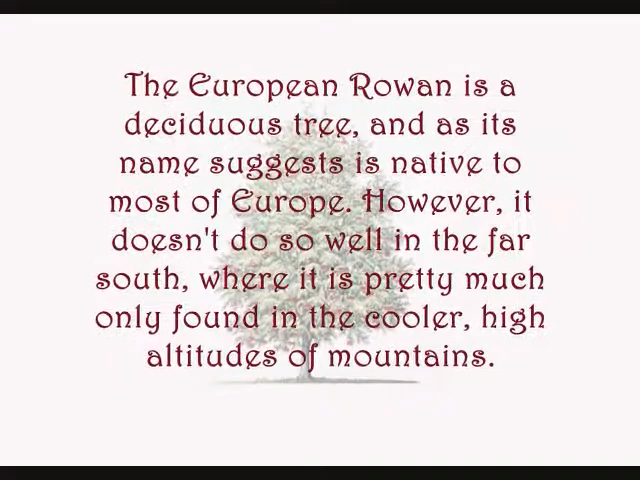 The European Rowan is a
deciduous tree, and as its
name suggests is native to
most of Europe. However, it
doesn't do so well in the far
south, where it is pretty much
only found in the cooler, high
altitudes of mountains.